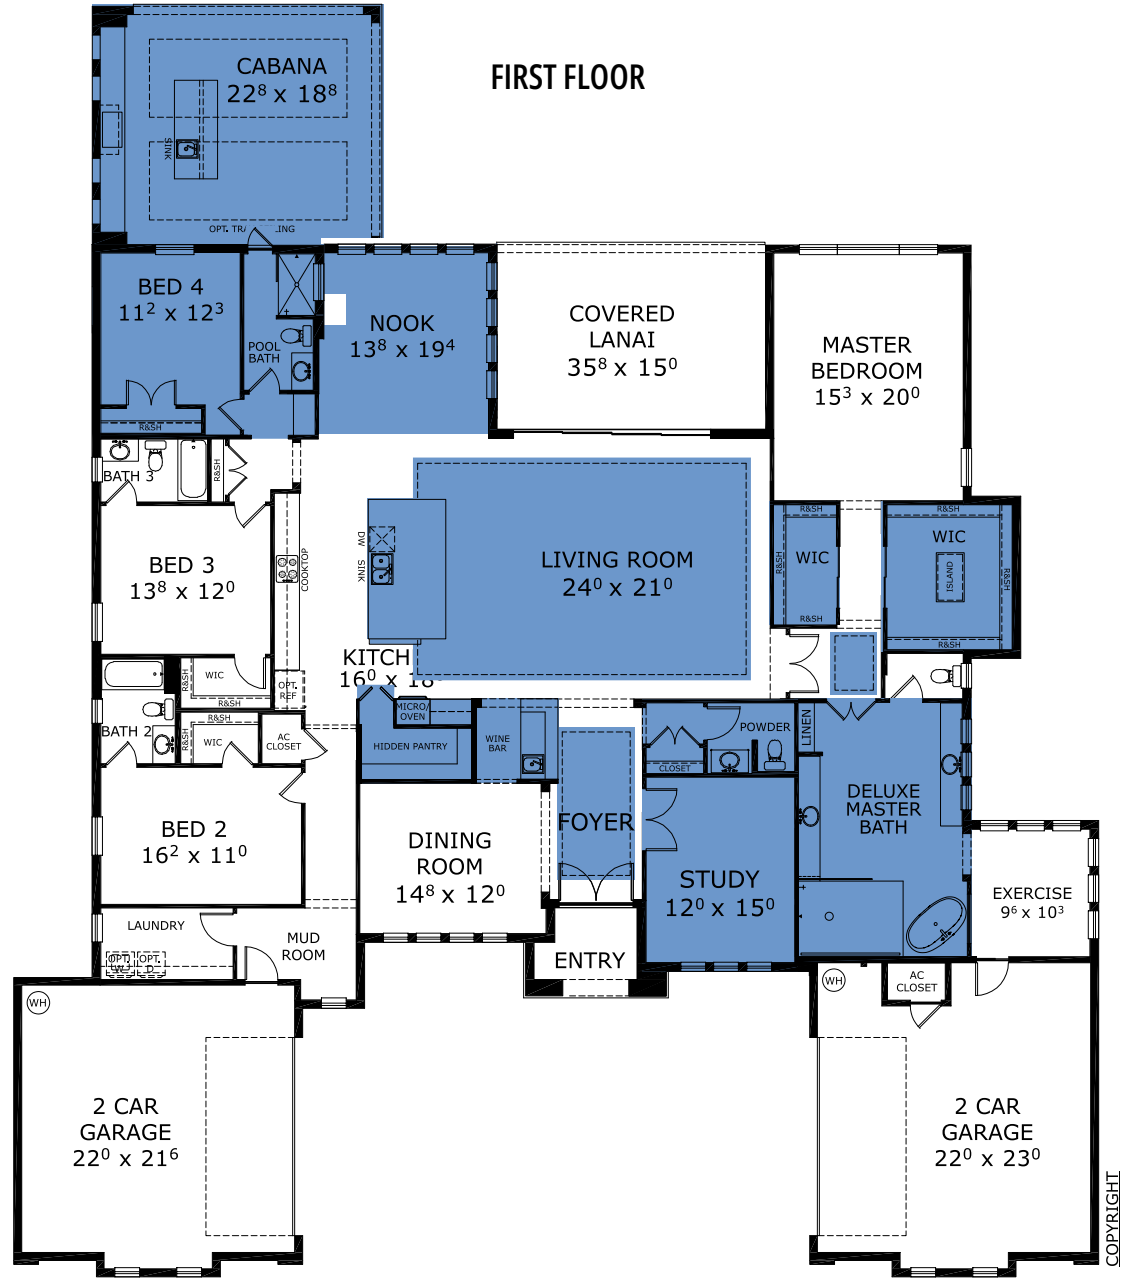 FIRST FLOOR
CABANA
22⁸ x 18⁸
SINK
BED 4
11² x 12³
POOL
BATH
R&SH
NOOK
13⁸ x 19⁴
COVERED
LANAI
35⁸ x 15⁰
MASTER
BEDROOM
15³ x 20⁰
BATH 3
R&SH
BED 3
13⁸ x 12⁰
COOKTOP
DW
SINK
LIVING ROOM
24⁰ x 21⁰
R&SH
R&SH
WIC
R&SH
R&SH
WIC
ISLAND
R&SH
R&SH
KITCH
16⁰ x 18
R&SH
WIC
R&SH
OPT.
REF
BATH 2
R&SH
R&SH
WIC
AC
CLOSET
MICRO/
OVEN
HIDDEN PANTRY
WINE
BAR
POWDER
CLOSET
LINEN
BED 2
16² x 11⁰
DINING
ROOM
14⁸ x 12⁰
FOYER
STUDY
12⁰ x 15⁰
DELUXE
MASTER
BATH
EXERCISE
9⁶ x 10³
LAUNDRY
OPT.
W
OPT.
D
MUD
ROOM
ENTRY
WH
WH
AC
CLOSET
2 CAR
GARAGE
22⁰ x 21⁶
2 CAR
GARAGE
22⁰ x 23⁰
COPYRIGHT